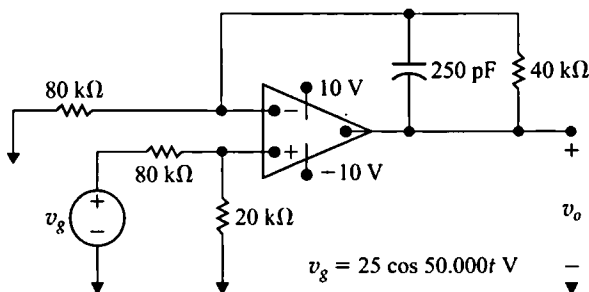 250 pF
40 kΩ
80 kΩ
10 V
−
+
−10 V
80 kΩ
+
v_g
+
−
20 kΩ
v_o
v_g = 25 cos 50.000t V
−